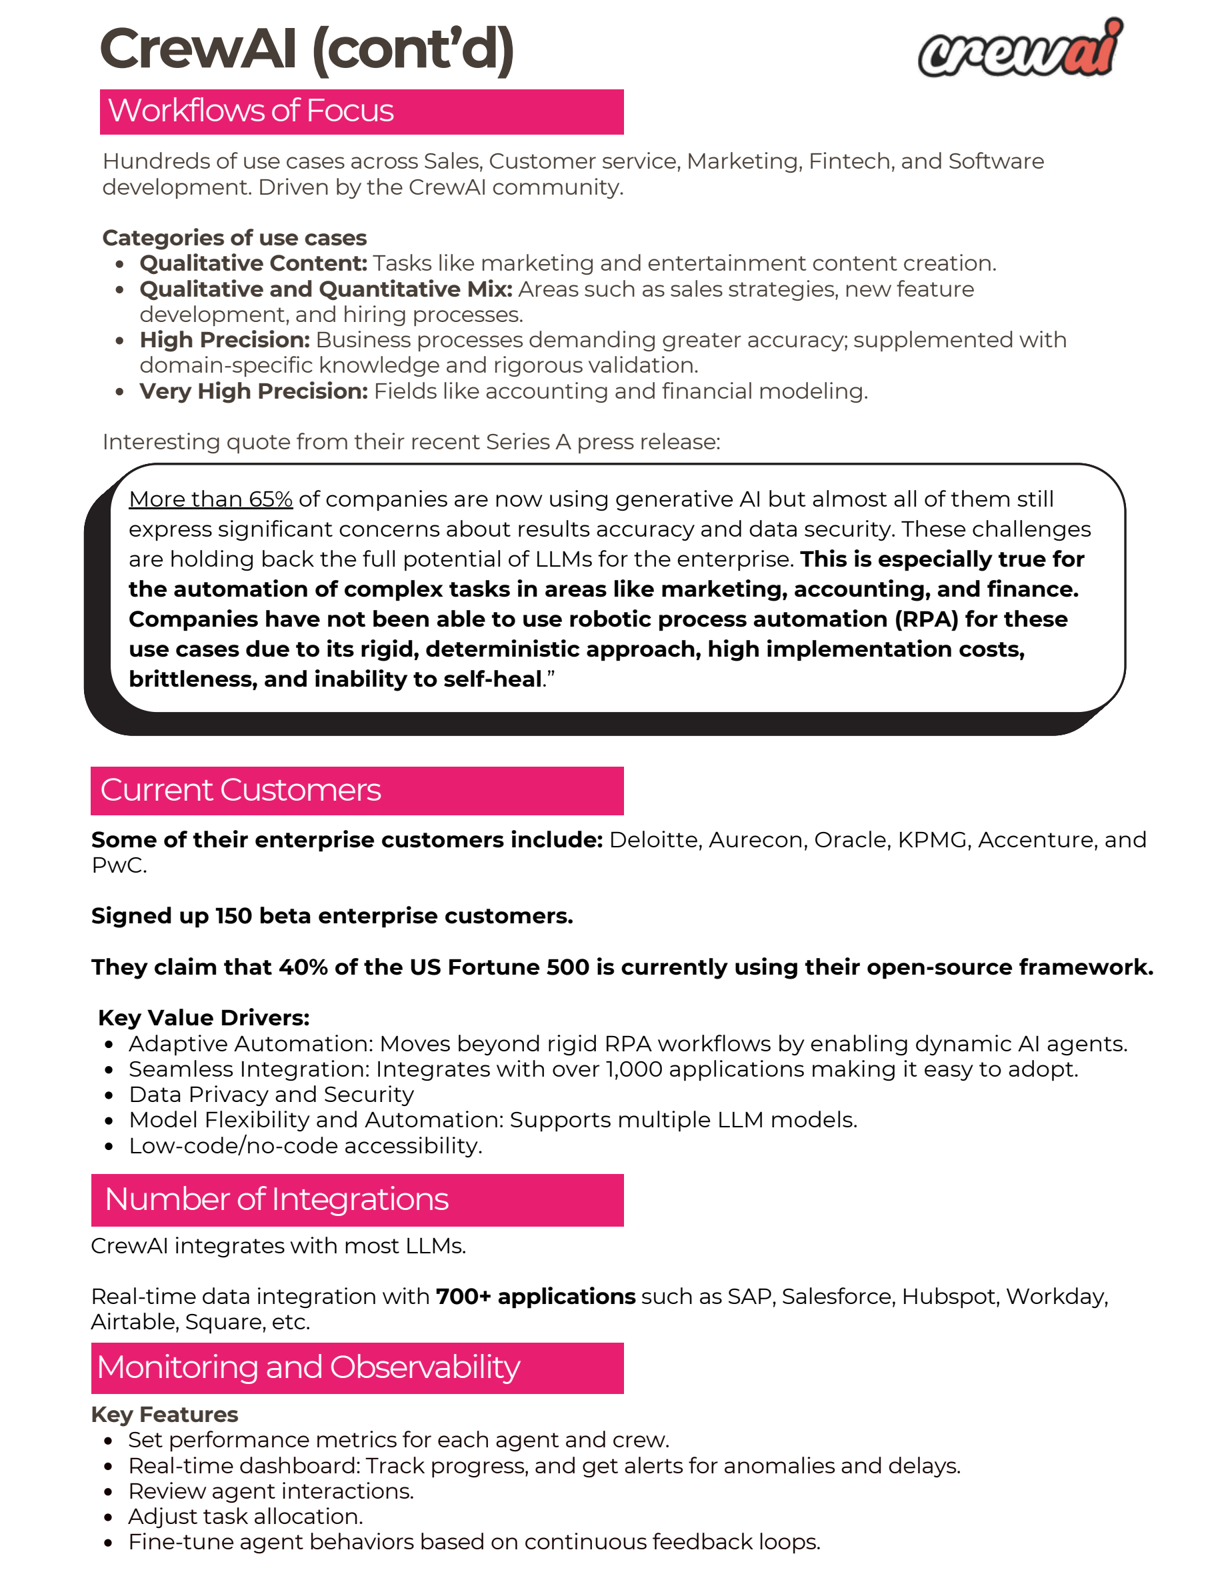 CrewAI (cont’d)
crewai
Workflows of Focus
Hundreds of use cases across Sales, Customer service, Marketing, Fintech, and Software
development. Driven by the CrewAI community.
Categories of use cases
• Qualitative Content: Tasks like marketing and entertainment content creation.
• Qualitative and Quantitative Mix: Areas such as sales strategies, new feature
development, and hiring processes.
• High Precision: Business processes demanding greater accuracy; supplemented with
domain-specific knowledge and rigorous validation.
• Very High Precision: Fields like accounting and financial modeling.
Interesting quote from their recent Series A press release:
More than 65% of companies are now using generative AI but almost all of them still
express significant concerns about results accuracy and data security. These challenges
are holding back the full potential of LLMs for the enterprise. This is especially true for
the automation of complex tasks in areas like marketing, accounting, and finance.
Companies have not been able to use robotic process automation (RPA) for these
use cases due to its rigid, deterministic approach, high implementation costs,
brittleness, and inability to self-heal.”
Current Customers
Some of their enterprise customers include: Deloitte, Aurecon, Oracle, KPMG, Accenture, and
PwC.
Signed up 150 beta enterprise customers.
They claim that 40% of the US Fortune 500 is currently using their open-source framework.
Key Value Drivers:
• Adaptive Automation: Moves beyond rigid RPA workflows by enabling dynamic AI agents.
• Seamless Integration: Integrates with over 1,000 applications making it easy to adopt.
• Data Privacy and Security
• Model Flexibility and Automation: Supports multiple LLM models.
• Low-code/no-code accessibility.
Number of Integrations
CrewAI integrates with most LLMs.
Real-time data integration with 700+ applications such as SAP, Salesforce, Hubspot, Workday,
Airtable, Square, etc.
Monitoring and Observability
Key Features
• Set performance metrics for each agent and crew.
• Real-time dashboard: Track progress, and get alerts for anomalies and delays.
• Review agent interactions.
• Adjust task allocation.
• Fine-tune agent behaviors based on continuous feedback loops.